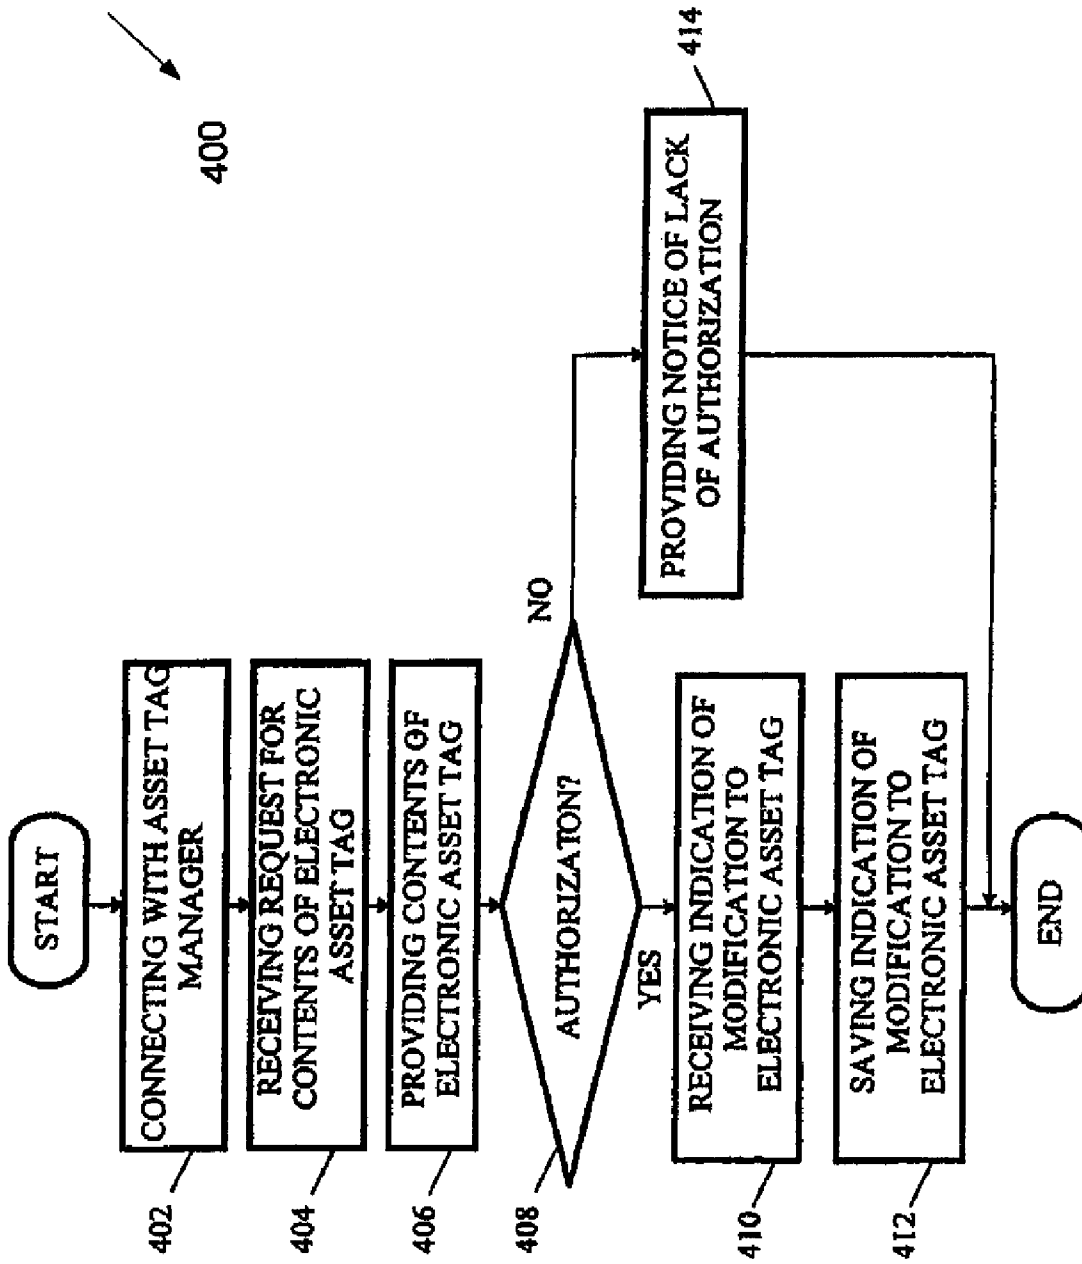 400
START
CONNECTING WITH ASSET TAG
MANAGER
402
RECEIVING REQUEST FOR
CONTENTS OF ELECTRONIC
ASSET TAG
404
PROVIDING CONTENTS OF
ELECTRONIC ASSET TAG
406
AUTHORIZATION?
408
NO
YES
PROVIDING NOTICE OF LACK
OF AUTHORIZATION
414
RECEIVING INDICATION OF
MODIFICATION TO
ELECTRONIC ASSET TAG
410
SAVING INDICATION OF
MODIFICATION TO
ELECTRONIC ASSET TAG
412
END